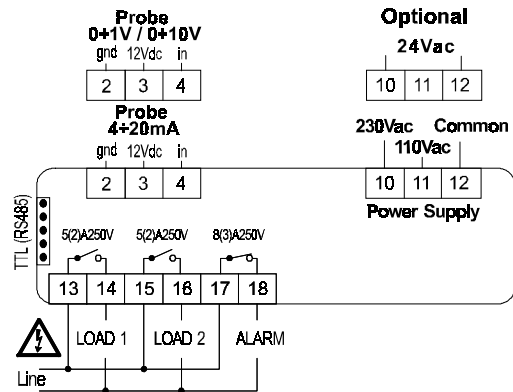 Probe
0÷1V / 0÷10V
gnd 12Vdc in
2 3 4
Probe
4÷20mA
gnd 12Vdc in
2 3 4
Optional
24Vac
10 11 12
230Vac Common
110Vac
10 11 12
Power Supply
TTL (RS485)
5(2)A250V 5(2)A250V 8(3)A250V
13 14 15 16 17 18
LOAD 1 LOAD 2 ALARM
Line